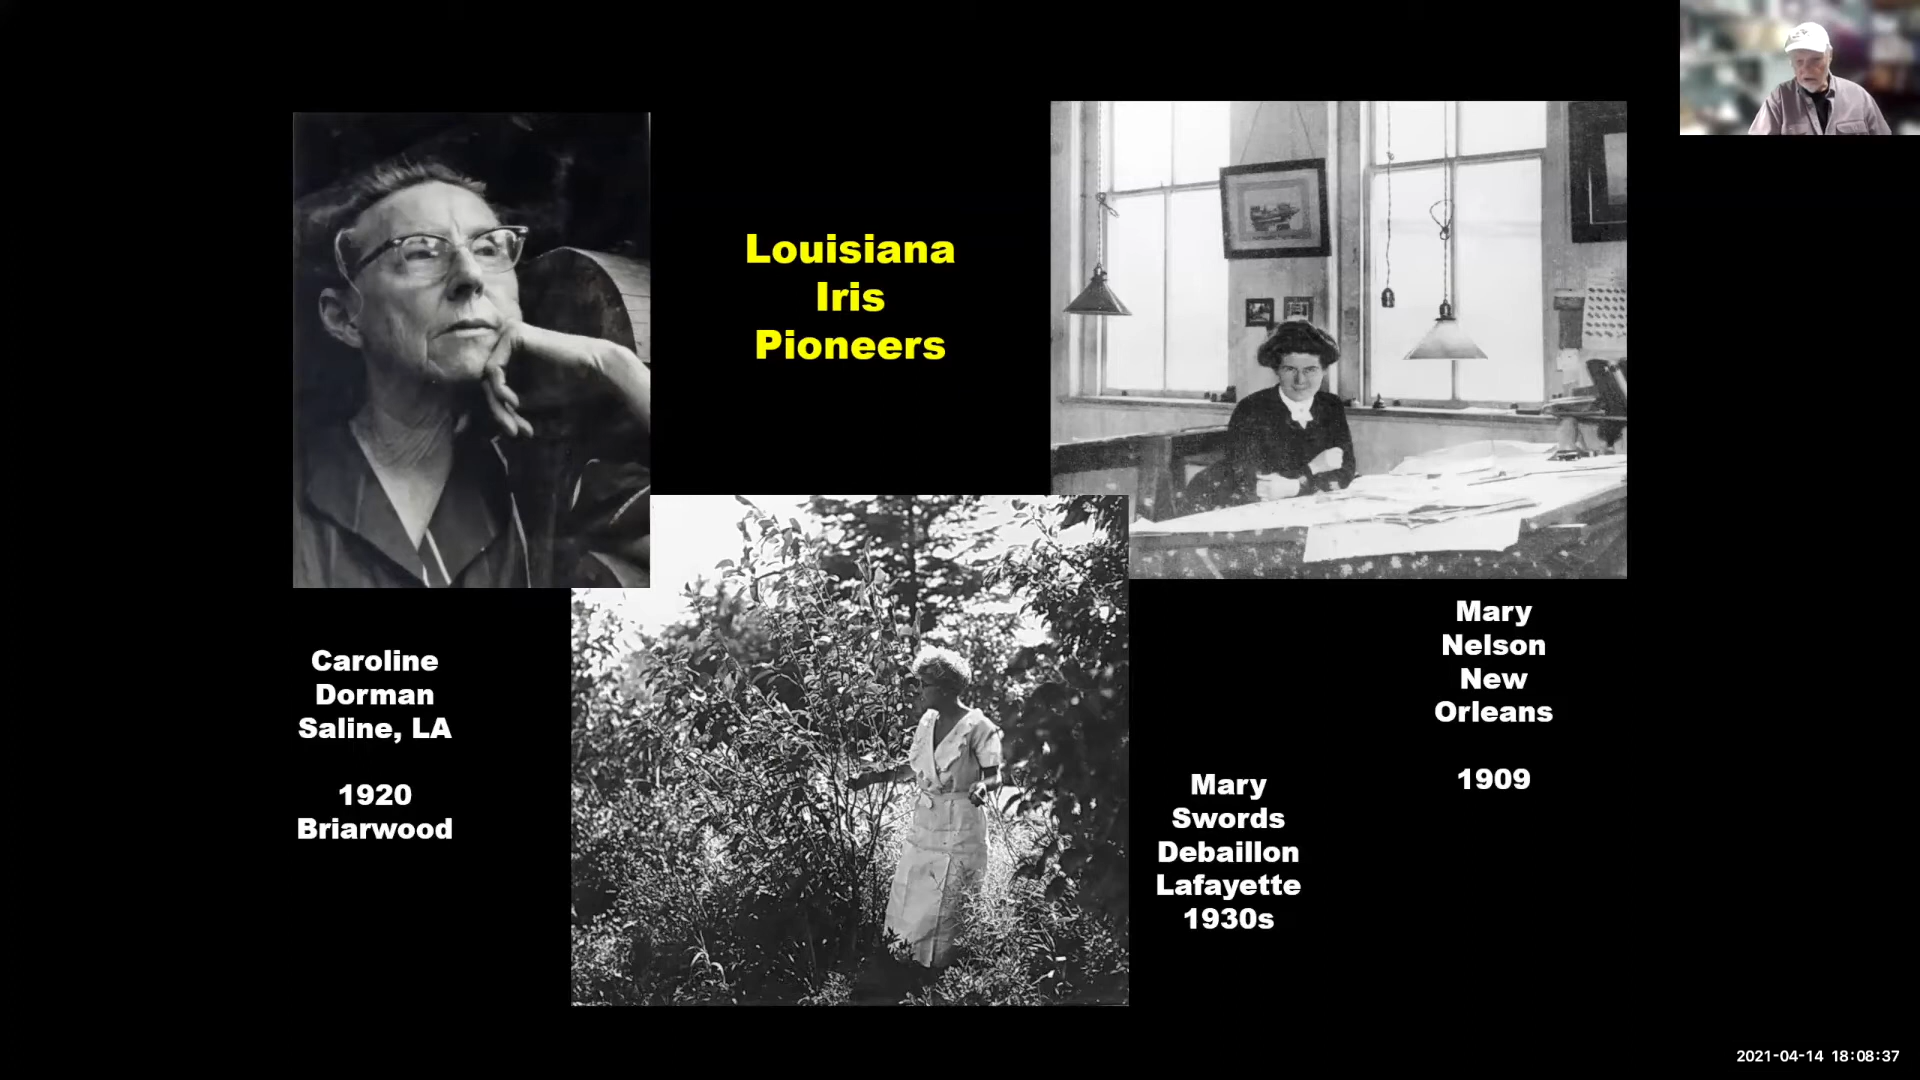 Louisiana
Iris
Pioneers
Caroline
Dorman
Saline, LA
1920
Briarwood
Mary
Swords
Debaillon
Lafayette
1930s
Mary
Nelson
New
Orleans
1909
2021-04-14 18:08:37